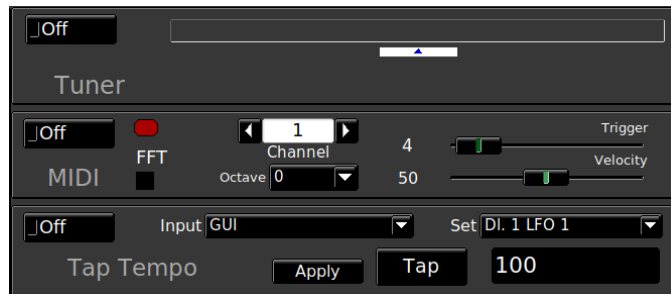 Off
Tuner
Off
FFT
1
Channel
4
Trigger
MIDI
Octave 0
50
Velocity
Off
Input GUI
Set DI. 1 LFO 1
Tap Tempo
Apply
Tap
100